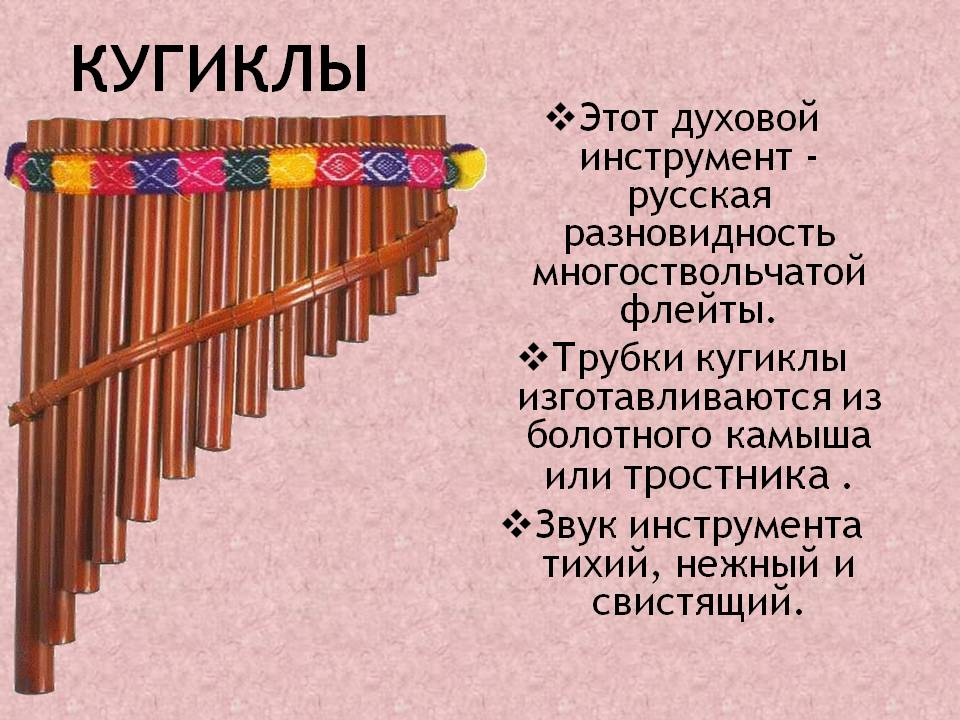 КУГИКЛЫ
❖Этот духовой
инструмент -
русская
разновидность
многоствольчатой
флейты.
❖Трубки кугиклы
изготавливаются из
болотного камыша
или тростника .
❖Звук инструмента
тихий, нежный и
свистящий.